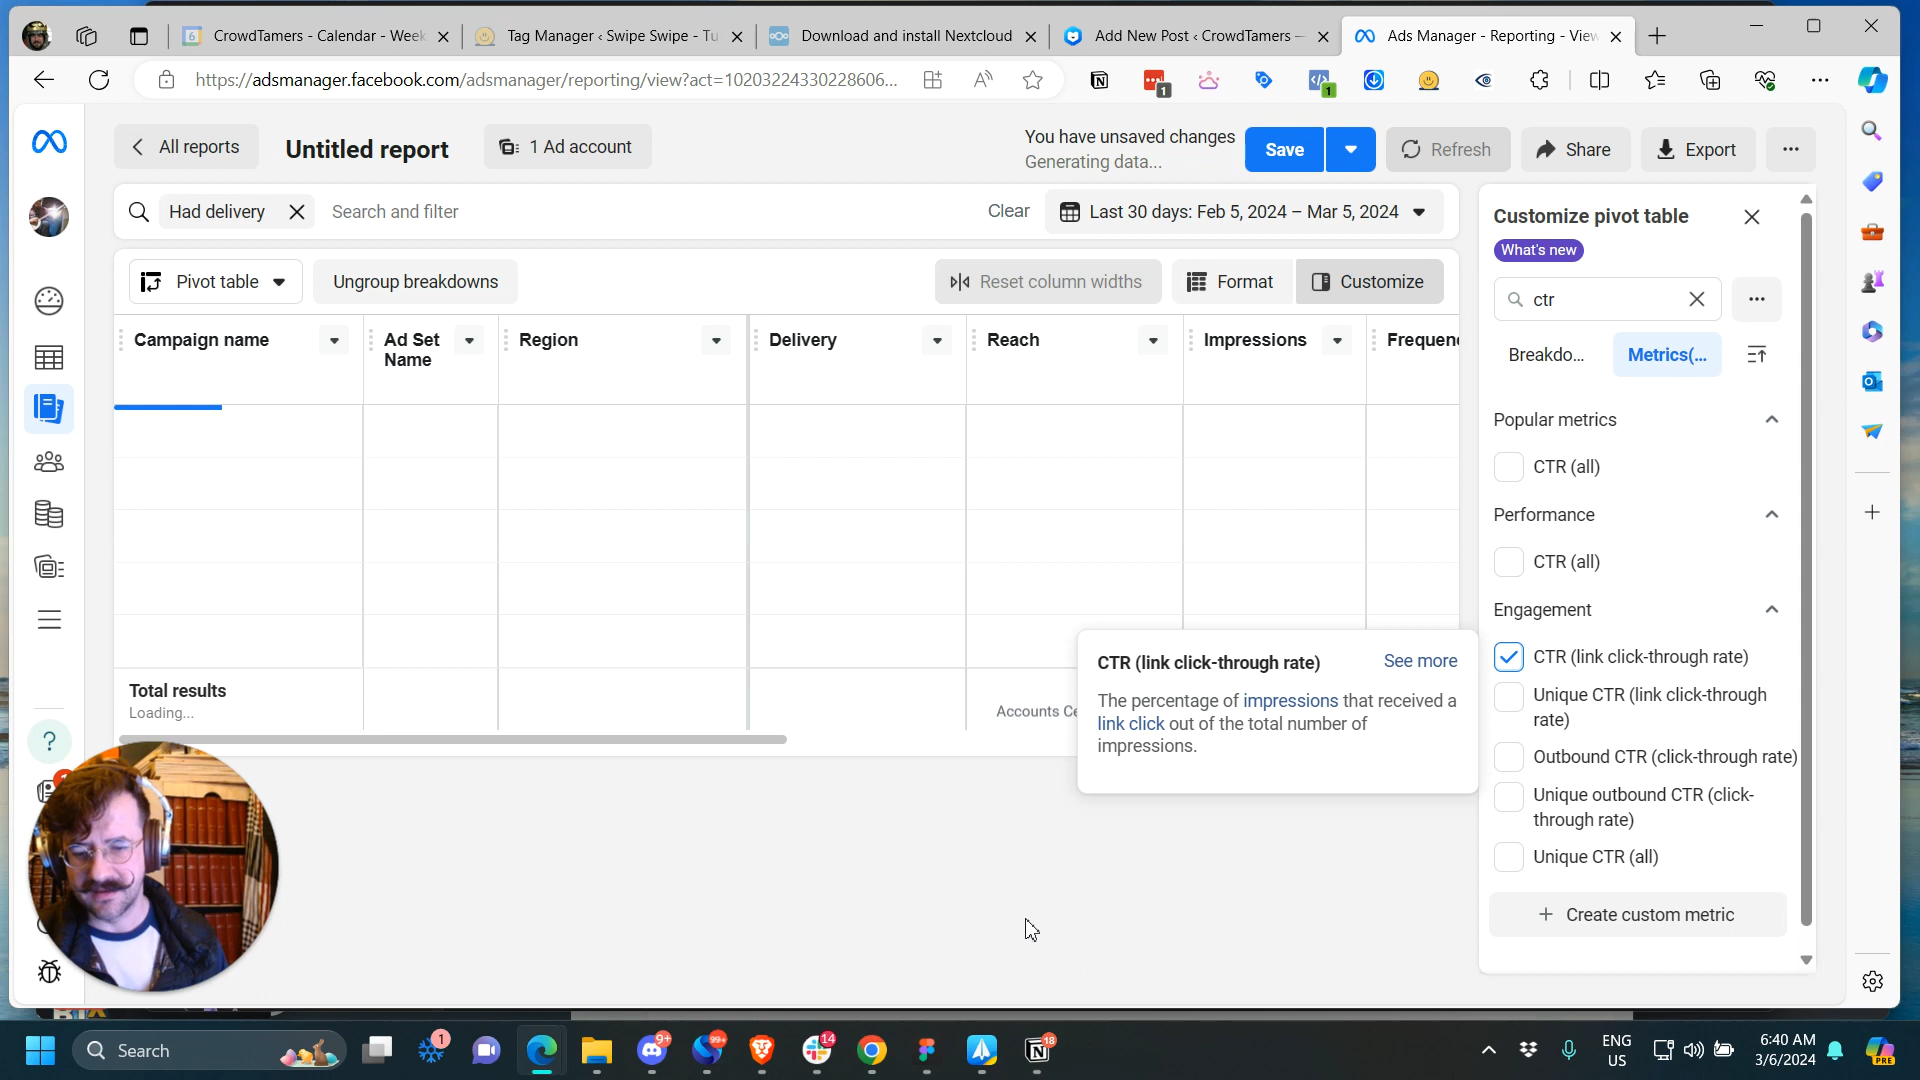 CrowdTamers - Calendar - Week
Tag Manager ‹ Swipe Swipe - Tu
Download and install Nextcloud
Add New Post ‹ CrowdTamers —
Ads Manager - Reporting - View
https://adsmanager.facebook.com/adsmanager/reporting/view?act=10203224330228606...
All reports
Untitled report
1 Ad account
You have unsaved changes
Generating data...
Save
Refresh
Share
Export
Had delivery
Search and filter
Clear
Last 30 days: Feb 5, 2024 – Mar 5, 2024
Pivot table
Ungroup breakdowns
Reset column widths
Format
Customize
Campaign name
Ad Set
Name
Region
Delivery
Reach
Impressions
Frequen
Total results
Loading...
Accounts Ce
CTR (link click-through rate)
See more
The percentage of impressions that received a
link click out of the total number of
impressions.
Customize pivot table
What's new
ctr
Breakdo...
Metrics(...
Popular metrics
CTR (all)
Performance
CTR (all)
Engagement
CTR (link click-through rate)
Unique CTR (link click-through
rate)
Outbound CTR (click-through rate)
Unique outbound CTR (click-
through rate)
Unique CTR (all)
Create custom metric
Search
1
9+
99+
14
18
ENG
US
6:40 AM
3/6/2024
PRE